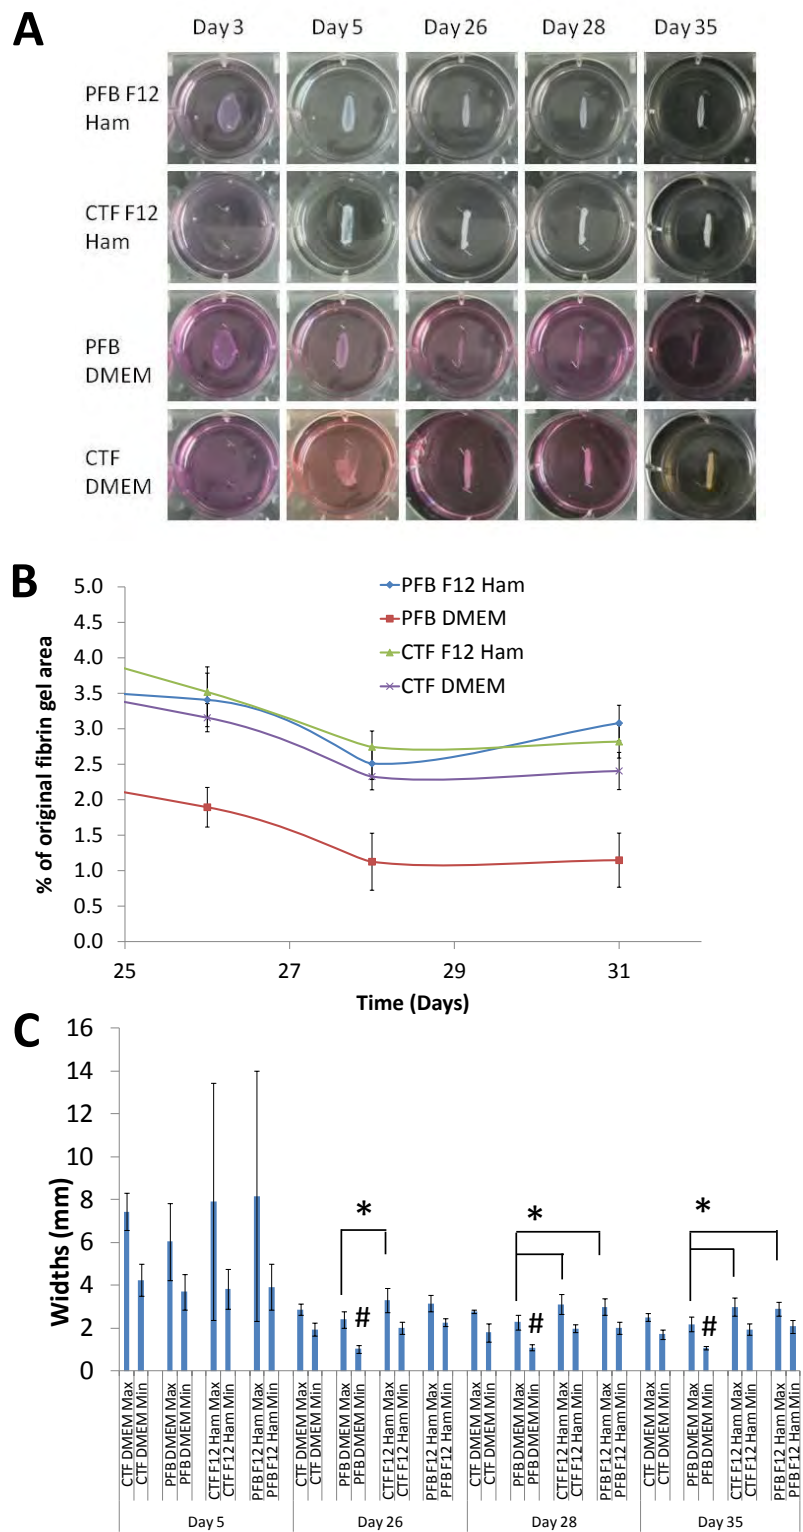 A
Day 3 Day 5 Day 26 Day 28 Day 35
PFB F12
Ham
CTF F12
Ham
PFB
DMEM
CTF
DMEM
B
% of original fibrin gel area
5.0
4.5
4.0
3.5
3.0
2.5
2.0
1.5
1.0
0.5
0.0
PFB F12 Ham
PFB DMEM
CTF F12 Ham
CTF DMEM
25 27 29 31
Time (Days)
C
Widths (mm)
16
14
12
10
8
6
4
2
0
* * *
# # #
CTF DMEM Max
CTF DMEM Min
PFB DMEM Max
PFB DMEM Min
CTF F12 Ham Max
CTF F12 Ham Min
PFB F12 Ham Max
PFB F12 Ham Min
CTF DMEM Max
CTF DMEM Min
PFB DMEM Max
PFB DMEM Min
CTF F12 Ham Max
CTF F12 Ham Min
PFB F12 Ham Max
PFB F12 Ham Min
CTF DMEM Max
CTF DMEM Min
PFB DMEM Max
PFB DMEM Min
CTF F12 Ham Max
CTF F12 Ham Min
PFB F12 Ham Max
PFB F12 Ham Min
CTF DMEM Max
CTF DMEM Min
PFB DMEM Max
PFB DMEM Min
CTF F12 Ham Max
CTF F12 Ham Min
PFB F12 Ham Max
PFB F12 Ham Min
Day 5 Day 26 Day 28 Day 35